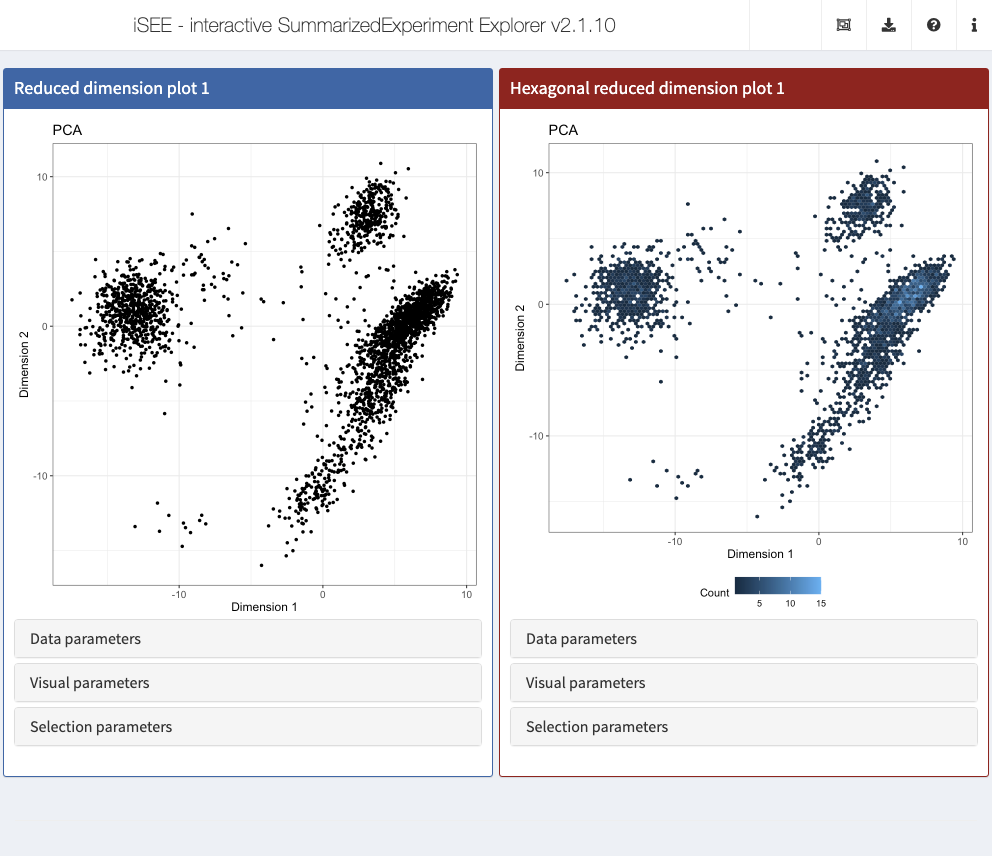 iSEE - interactive SummarizedExperiment Explorer v2.1.10
Reduced dimension plot 1
PCA
10
0
-10
Dimension 2
-10
0
10
Dimension 1
Data parameters
Visual parameters
Selection parameters
Hexagonal reduced dimension plot 1
PCA
10
0
-10
Dimension 2
-10
0
10
Dimension 1
Count
5
10
15
Data parameters
Visual parameters
Selection parameters